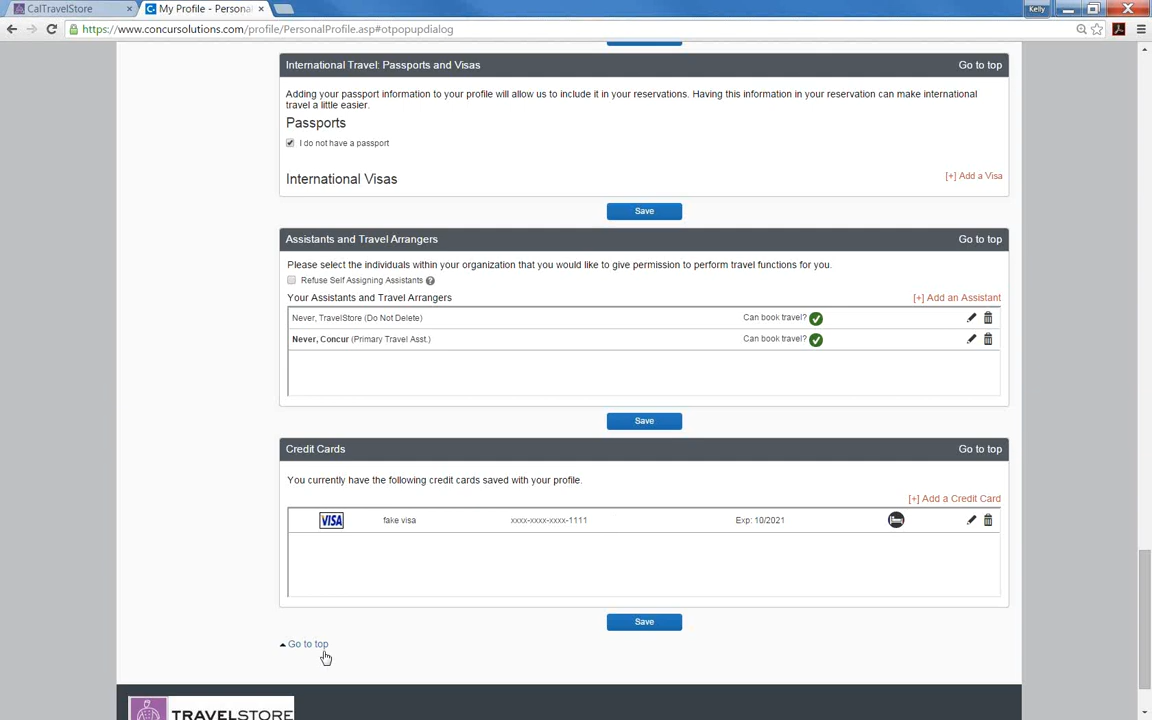 CalTravelStore
My Profile - Personal
Kelly
https://www.concursolutions.com/profile/PersonalProfile.asp#otpopupdialog
International Travel: Passports and Visas
Go to top
Adding your passport information to your profile will allow us to include it in your reservations. Having this information in your reservation can make international
travel a little easier.
Passports
I do not have a passport
International Visas
[+] Add a Visa
Save
Assistants and Travel Arrangers
Go to top
Please select the individuals within your organization that you would like to give permission to perform travel functions for you.
Refuse Self Assigning Assistants ?
Your Assistants and Travel Arrangers
[+] Add an Assistant
Never, TravelStore (Do Not Delete)
Can book travel?
Never, Concur (Primary Travel Asst.)
Can book travel?
Save
Credit Cards
Go to top
You currently have the following credit cards saved with your profile.
[+] Add a Credit Card
VISA
fake visa
xxxx-xxxx-xxxx-1111
Exp: 10/2021
Save
Go to top
TRAVELSTORE